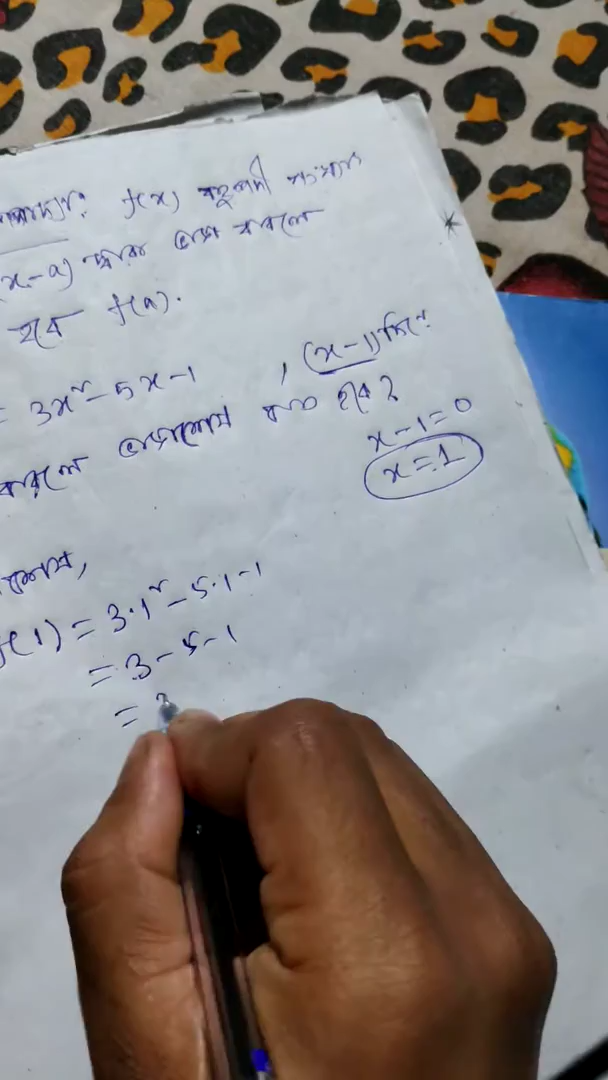 f(x) বহুপদী
(x-a) দ্বারা ভাগ করলে
হবে f(a).
= 3x² - 5x - 1 , (x-1) দিয়ে
করলে ভাগশেষ কত হবে?
x-1=0
x=1
f(1) = 3·1² - 5·1 - 1
= 3 - 5 - 1
=